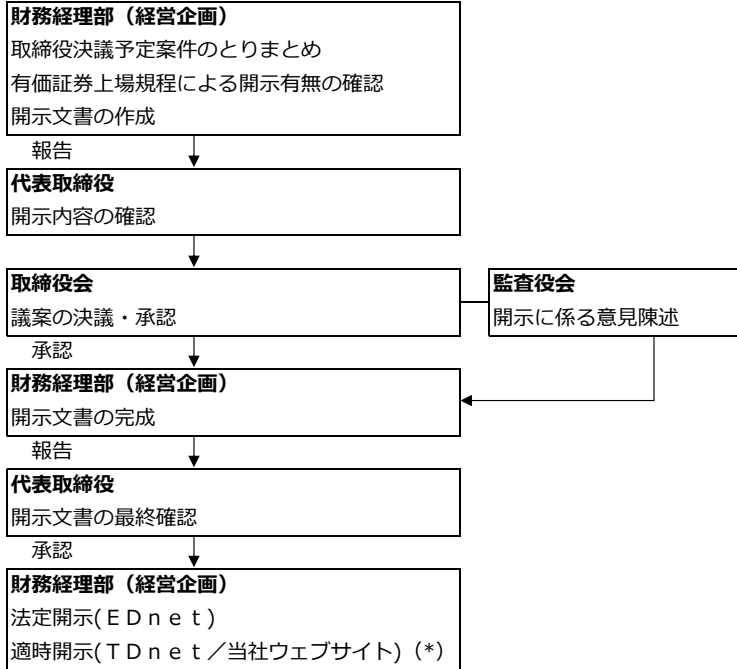 財務経理部（経営企画）
取締役決議予定案件のとりまとめ
有価証券上場規程による開示有無の確認
開示文書の作成
報告
代表取締役
開示内容の確認
取締役会
議案の決議・承認
監査役会
開示に係る意見陳述
承認
財務経理部（経営企画）
開示文書の完成
報告
代表取締役
開示文書の最終確認
承認
財務経理部（経営企画）
法定開示(ＥＤｎｅｔ)
適時開示(ＴＤｎｅｔ／当社ウェブサイト)（*）